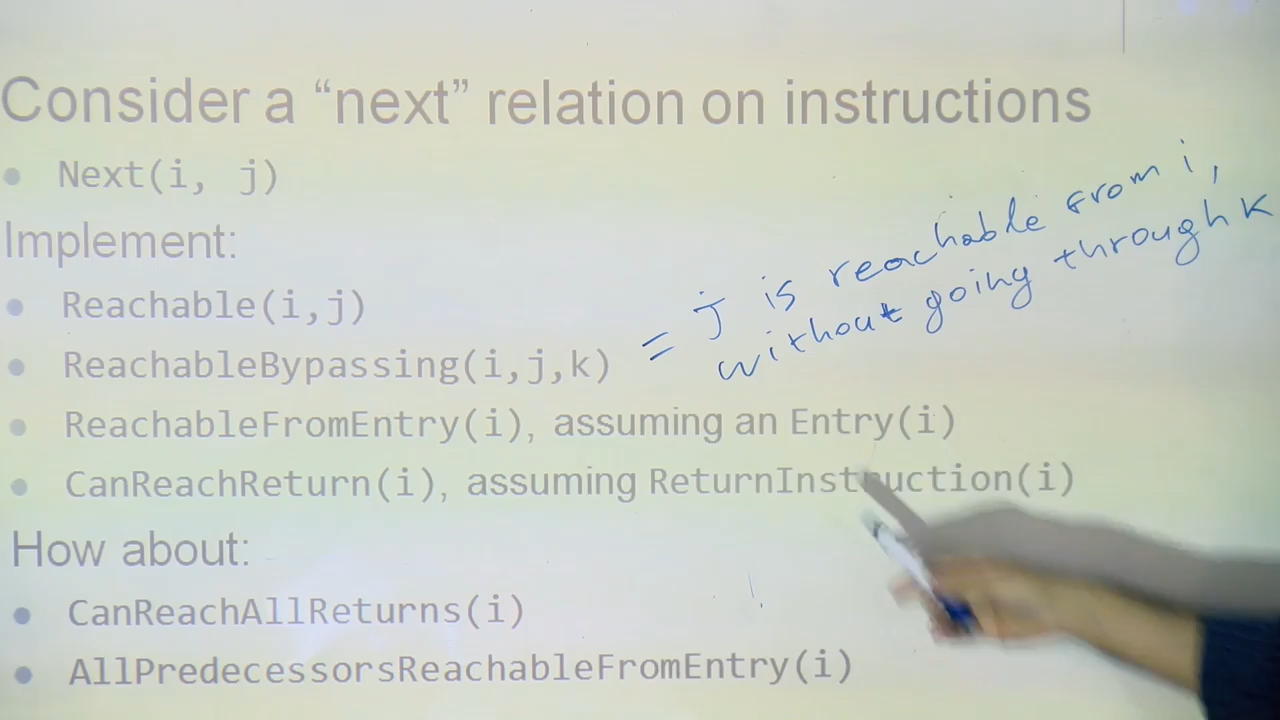 Consider a “next” relation on instructions
• Next(i, j)
Implement:
• Reachable(i,j)
• ReachableBypassing(i,j,k)
= j is reachable from i,
without going through k
• ReachableFromEntry(i), assuming an Entry(i)
• CanReachReturn(i), assuming ReturnInstruction(i)
How about:
• CanReachAllReturns(i)
• AllPredecessorsReachableFromEntry(i)